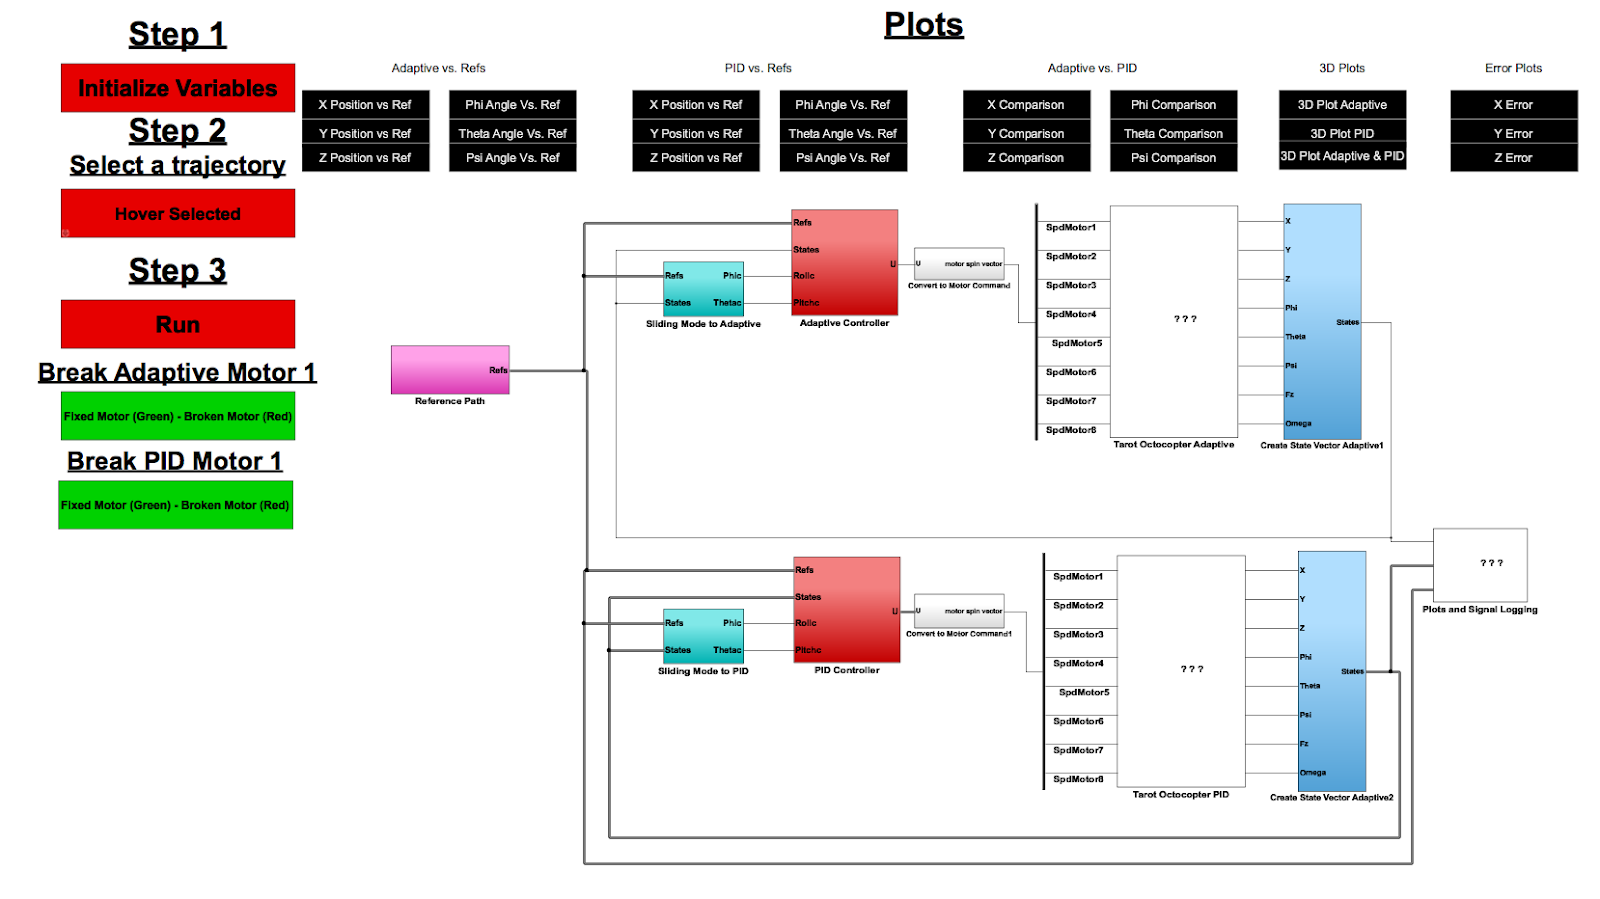 Plots
Step 1
Initialize Variables
Step 2
Select a trajectory
Hover Selected
Step 3
Run
Break Adaptive Motor 1
Fixed Motor (Green) - Broken Motor (Red)
Break PID Motor 1
Fixed Motor (Green) - Broken Motor (Red)
Adaptive vs. Refs
X Position vs Ref
Y Position vs Ref
Z Position vs Ref
Phi Angle Vs. Ref
Theta Angle Vs. Ref
Psi Angle Vs. Ref
PID vs. Refs
X Position vs Ref
Y Position vs Ref
Z Position vs Ref
Phi Angle Vs. Ref
Theta Angle Vs. Ref
Psi Angle Vs. Ref
Adaptive vs. PID
X Comparison
Y Comparison
Z Comparison
Phi Comparison
Theta Comparison
Psi Comparison
3D Plots
3D Plot Adaptive
3D Plot PID
3D Plot Adaptive & PID
Error Plots
X Error
Y Error
Z Error
Refs
Reference Path
Refs
States
Phic
Thetac
Sliding Mode to Adaptive
Refs
States
Rollc
Pitchc
U
Adaptive Controller
U
motor spin vector
Convert to Motor Command
SpdMotor1
SpdMotor2
SpdMotor3
SpdMotor4
SpdMotor5
SpdMotor6
SpdMotor7
SpdMotor8
? ? ?
Tarot Octocopter Adaptive
X
Y
Z
Phi
Theta
Psi
Fz
Omega
States
Create State Vector Adaptive1
Refs
States
Phic
Thetac
Sliding Mode to PID
Refs
States
Rollc
Pitchc
U
PID Controller
U
motor spin vector
Convert to Motor Command1
SpdMotor1
SpdMotor2
SpdMotor3
SpdMotor4
SpdMotor5
SpdMotor6
SpdMotor7
SpdMotor8
? ? ?
Tarot Octocopter PID
X
Y
Z
Phi
Theta
Psi
Fz
Omega
States
Create State Vector Adaptive2
? ? ?
Plots and Signal Logging